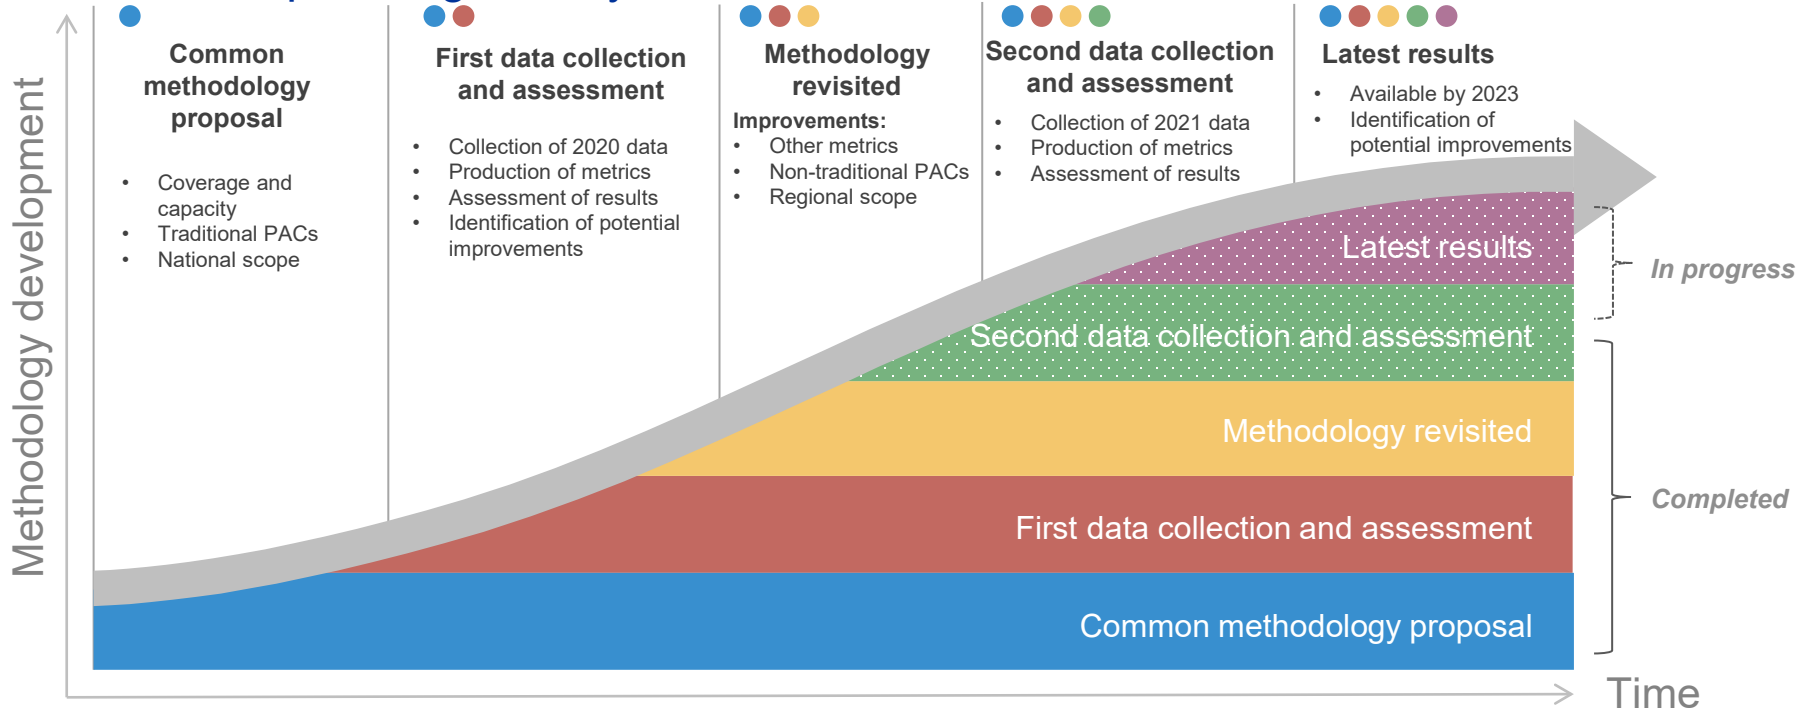 Common
methodology
proposal
• Coverage and
capacity
• Traditional PACs
• National scope
First data collection
and assessment
• Collection of 2020 data
• Production of metrics
• Assessment of results
• Identification of potential
improvements
Methodology
revisited
Improvements:
• Other metrics
• Non-traditional PACs
• Regional scope
Second data collection
and assessment
• Collection of 2021 data
• Production of metrics
• Assessment of results
Latest results
• Available by 2023
• Identification of
potential improvements
Methodology development
Latest results
Second data collection and assessment
Methodology revisited
First data collection and assessment
Common methodology proposal
In progress
Completed
Time